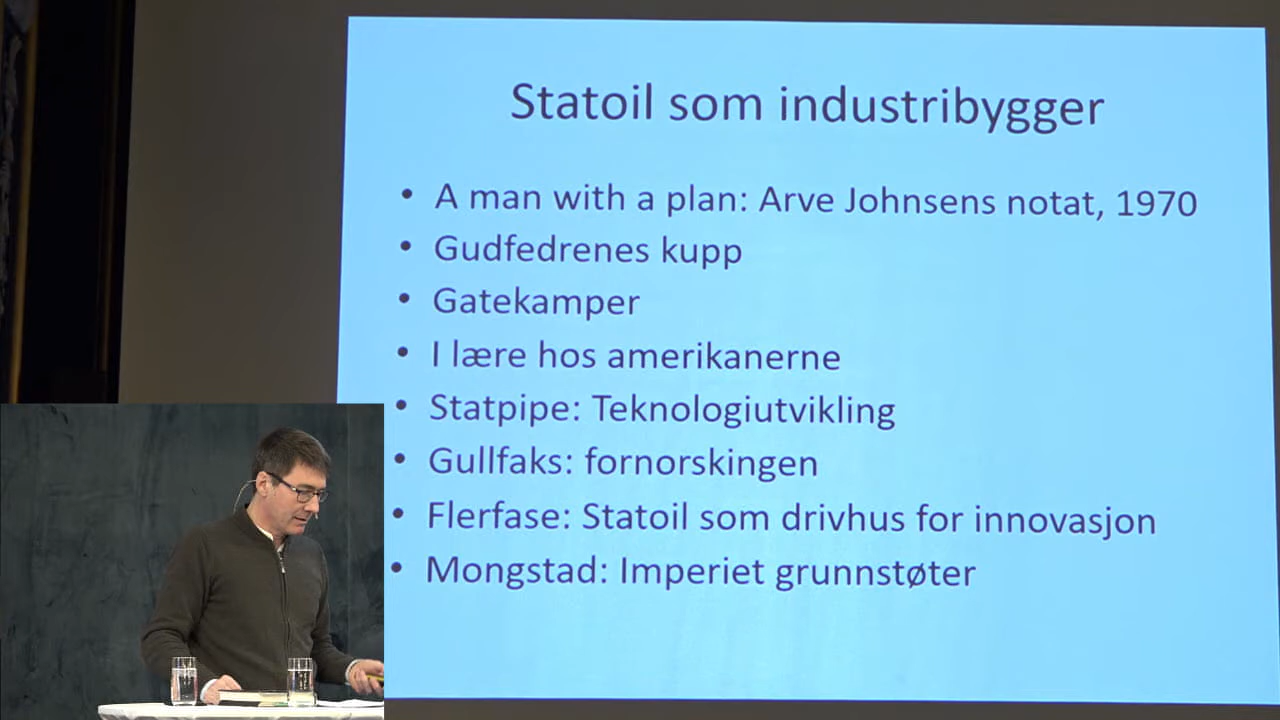 Statoil som industribygger
• A man with a plan: Arve Johnsens notat, 1970
• Gudfedrenes kupp
• Gatekamper
• I lære hos amerikanerne
• Statpipe: Teknologiutvikling
• Gullfaks: fornorskingen
• Flerfase: Statoil som drivhus for innovasjon
• Mongstad: Imperiet grunnstøter